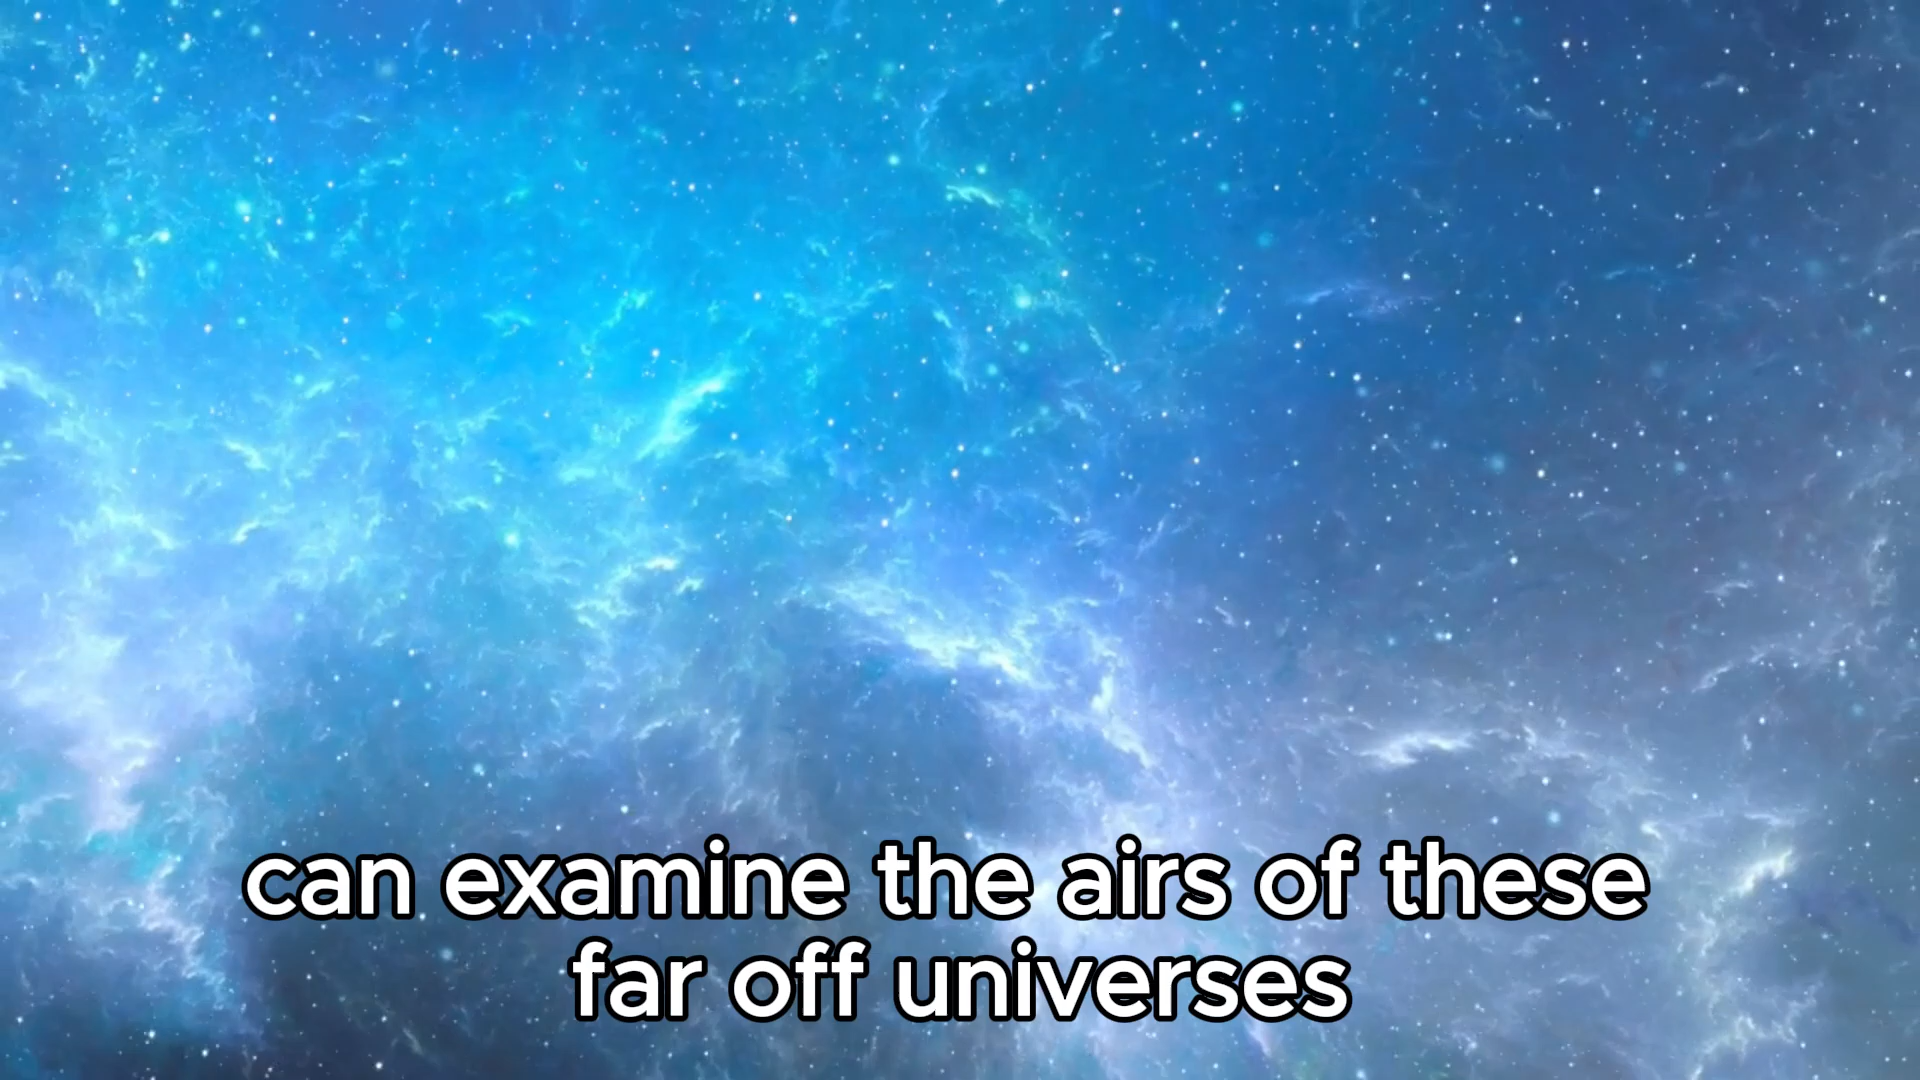 can examine the airs of these
far off universes